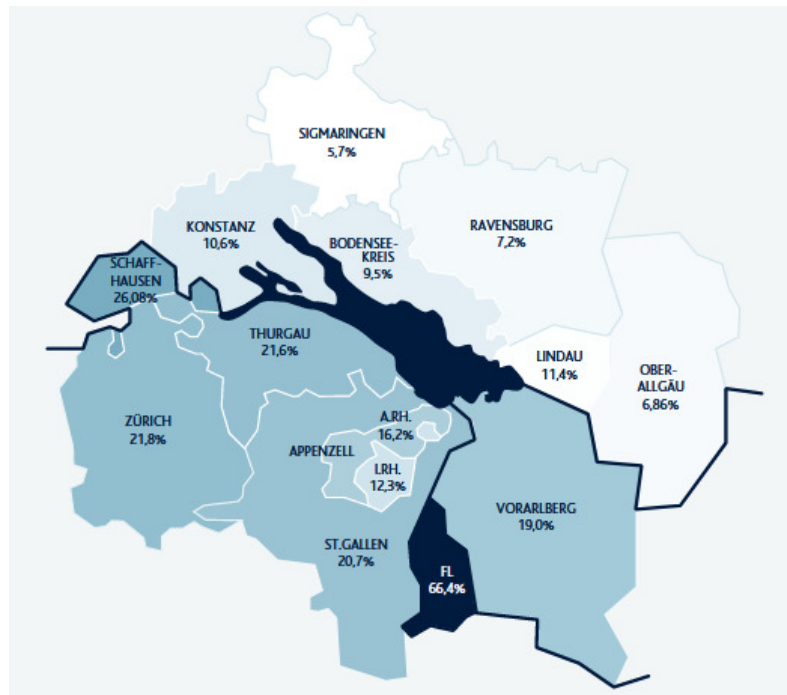 SIGMARINGEN
5,7%
KONSTANZ
10,6%
BODENSEE-
KREIS
9,5%
RAVENSBURG
7,2%
SCHAFF-
HAUSEN
26,08%
THURGAU
21,6%
LINDAU
11,4%
OBER-
ALLGÄU
6,86%
ZÜRICH
21,8%
A.RH.
16,2%
APPENZELL
I.RH.
12,3%
VORARLBERG
19,0%
ST.GALLEN
20,7%
FL
66,4%